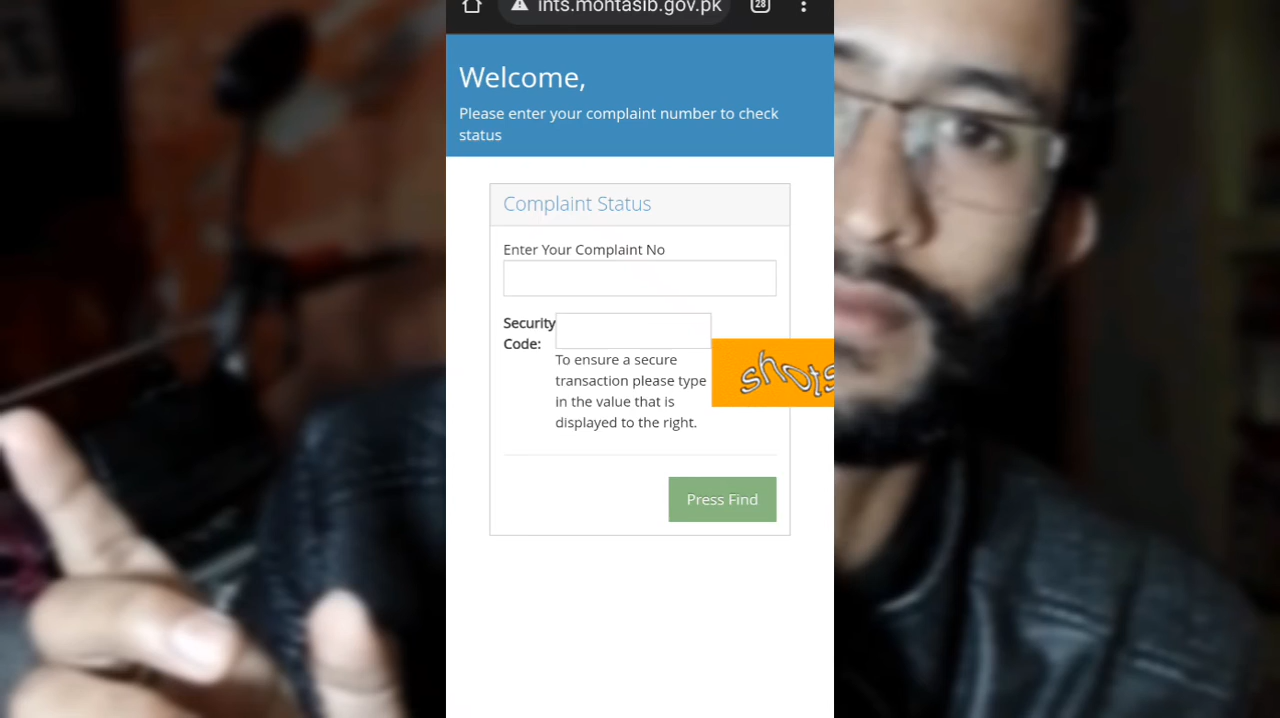 ints.montasib.gov.pk
28
Welcome,
Please enter your complaint number to check
status
Complaint Status
Enter Your Complaint No
Security
Code:
To ensure a secure
transaction please type
in the value that is
displayed to the right.
shots
Press Find